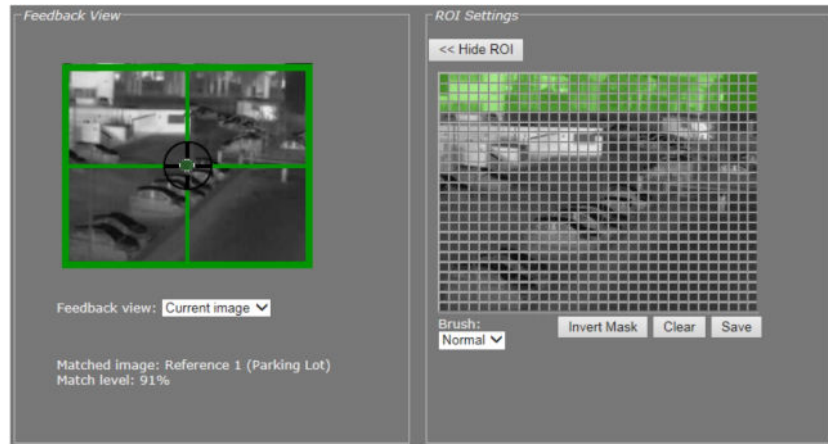 Feedback View
Feedback view: Current image
Matched image: Reference 1 (Parking Lot)
Match level: 91%
ROI Settings
<< Hide ROI
Brush:
Normal
Invert Mask Clear Save